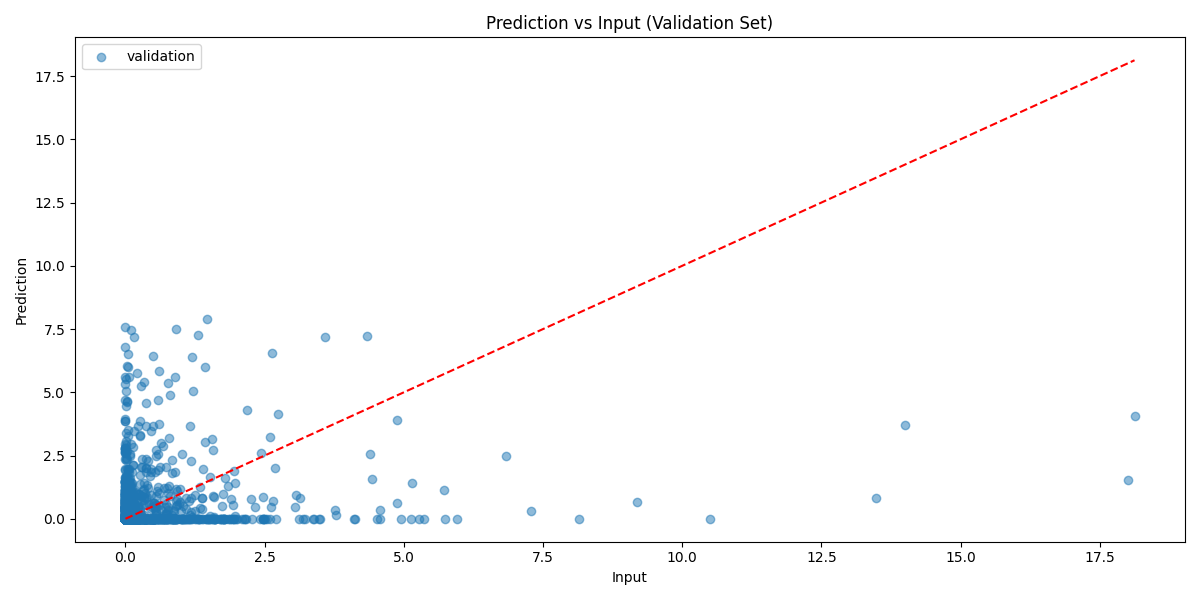 Prediction vs Input (Validation Set)
validation
17.5
15.0
12.5
10.0
7.5
5.0
2.5
0.0
Prediction
0.0 2.5 5.0 7.5 10.0 12.5 15.0 17.5
Input